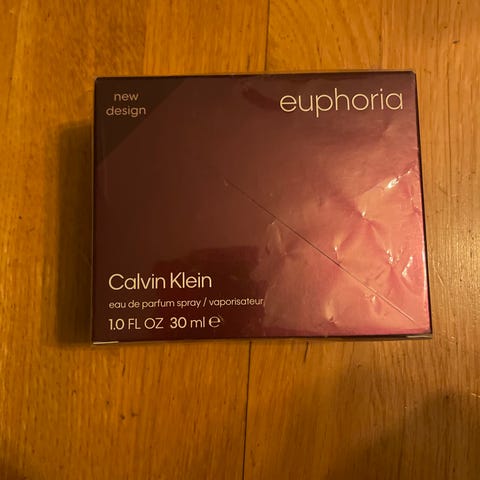 new
design
euphoria
Calvin Klein
eau de parfum spray / vaporisateur
1.0 FL OZ 30 ml ℮